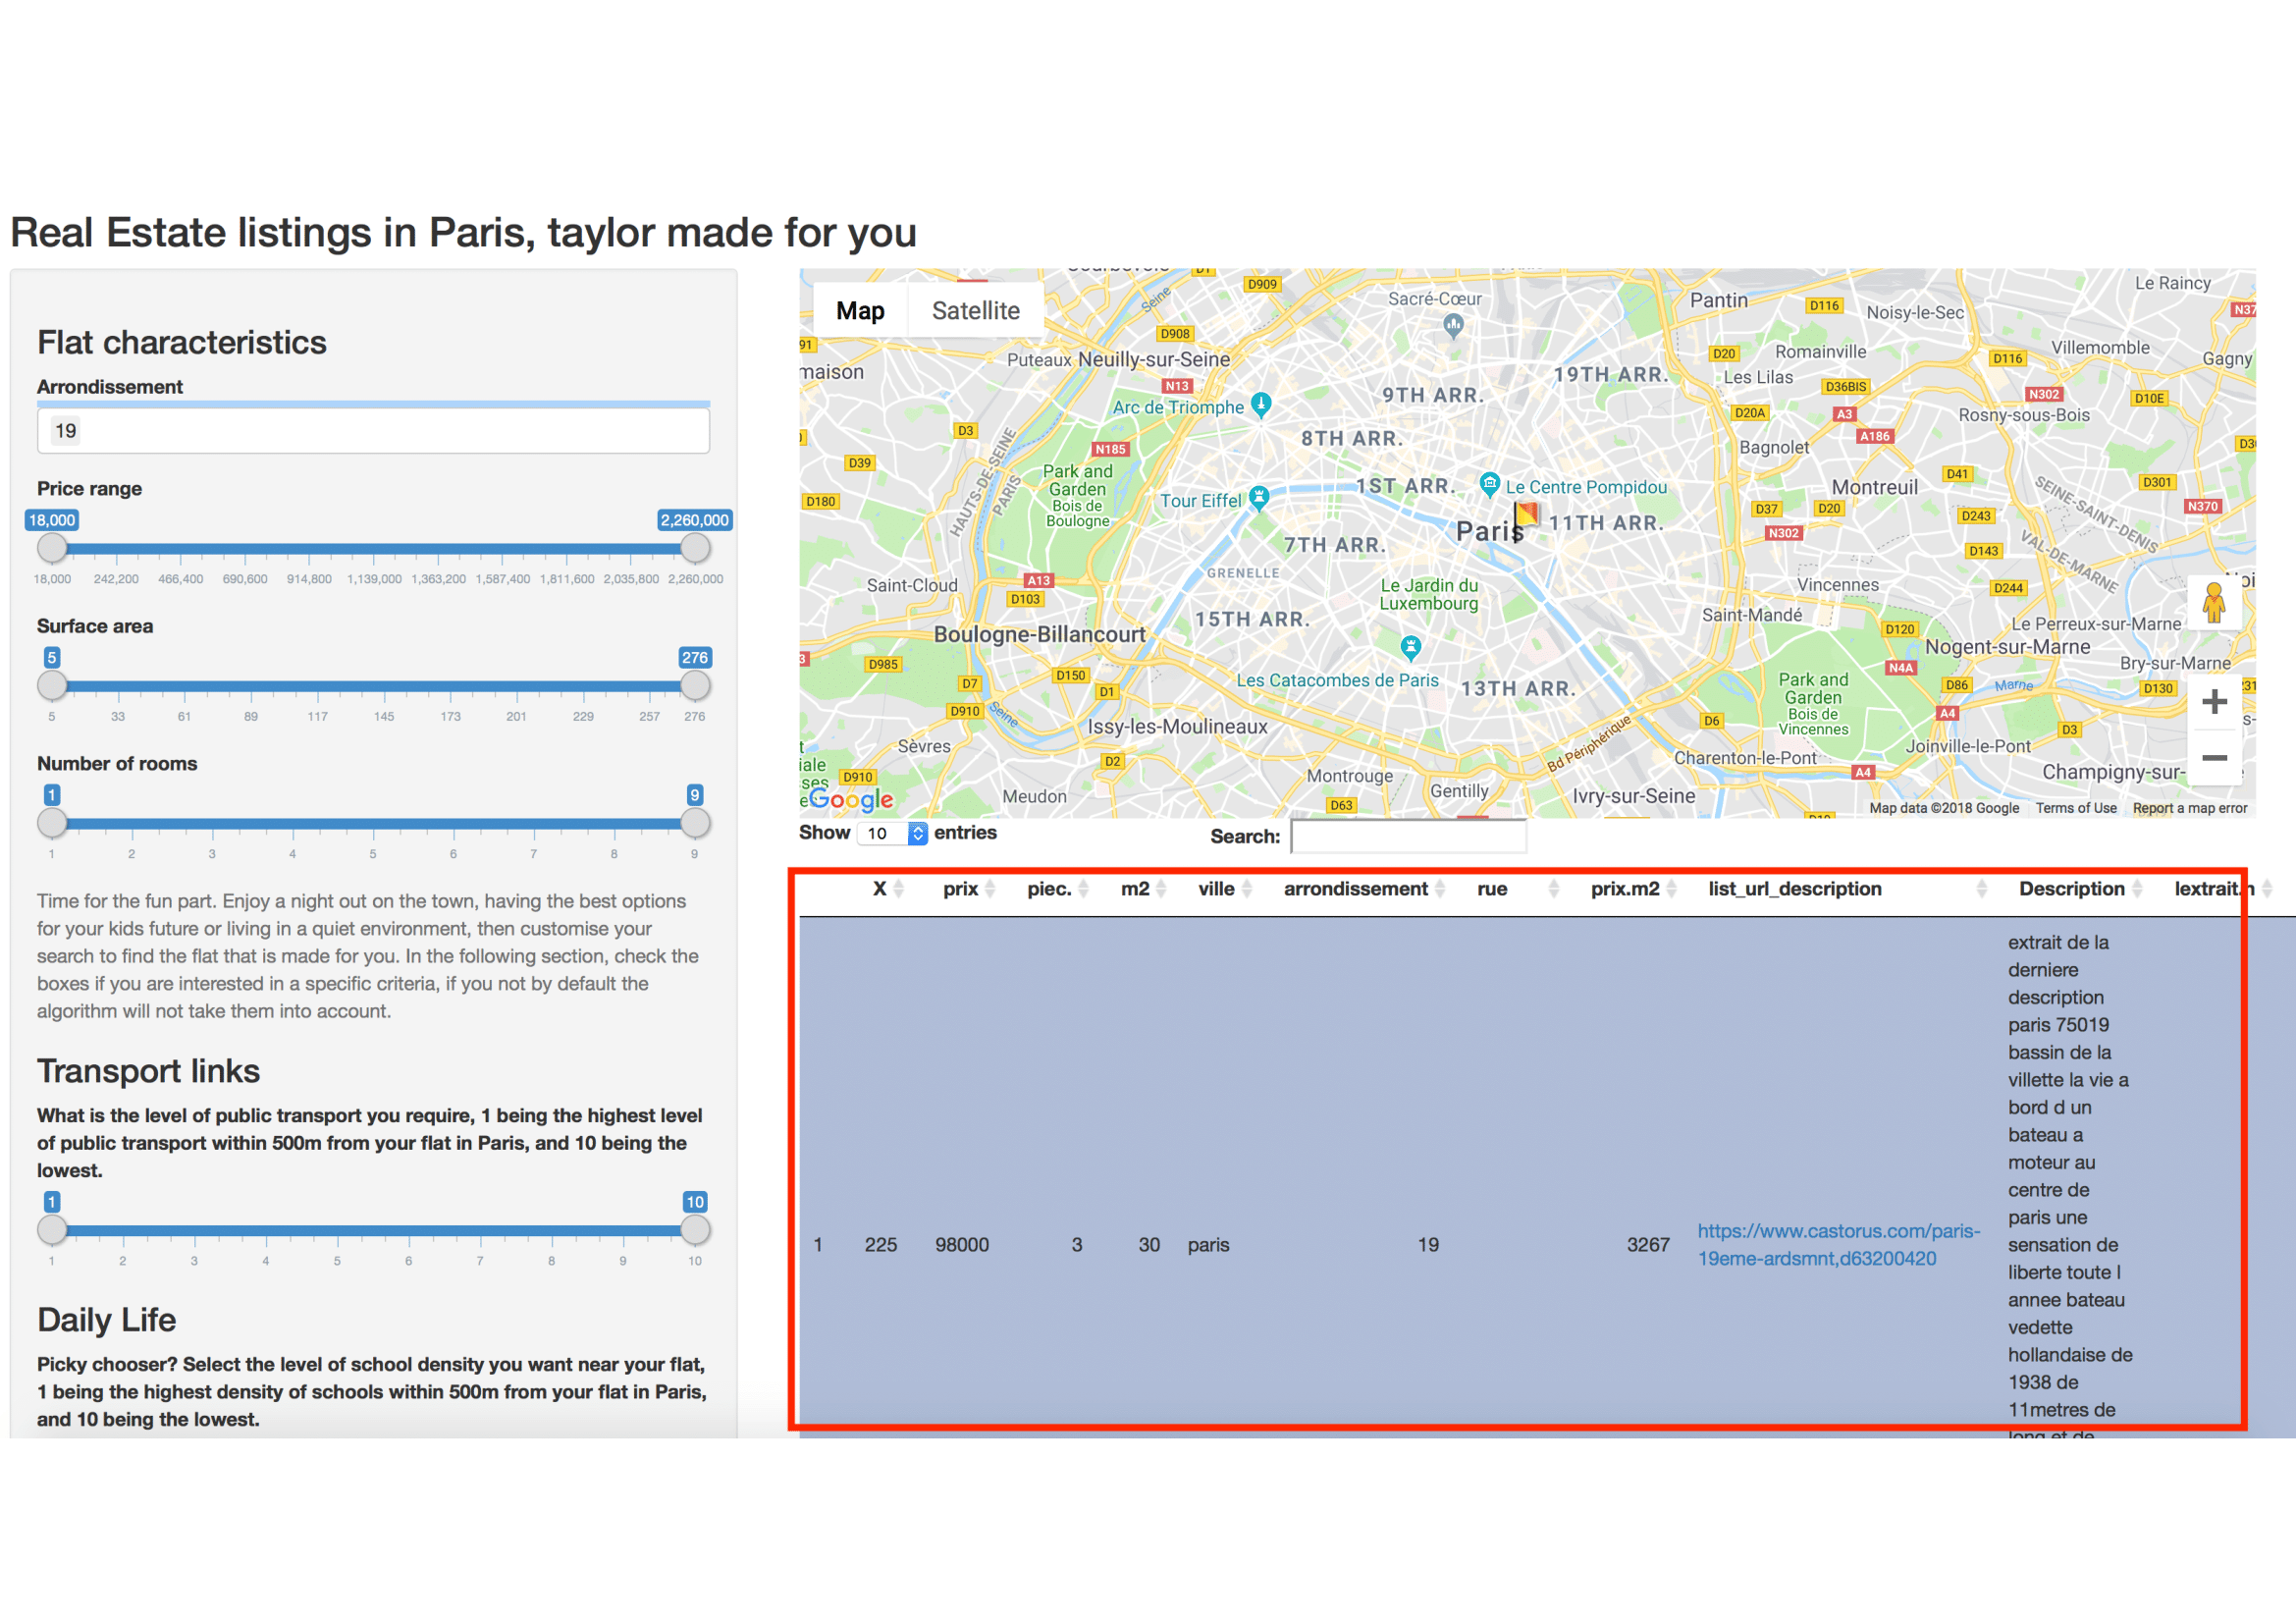 Real Estate listings in Paris, taylor made for you
Flat characteristics
Arrondissement
19
Price range
18,000 2,260,000
18,000 242,200 466,400 690,600 914,800 1,139,000 1,363,200 1,587,400 1,811,600 2,035,800 2,260,000
Surface area
5 276
5 33 61 89 117 145 173 201 229 257 276
Number of rooms
1 9
1 2 3 4 5 6 7 8 9
Time for the fun part. Enjoy a night out on the town, having the best options
for your kids future or living in a quiet environment, then customise your
search to find the flat that is made for you. In the following section, check the
boxes if you are interested in a specific criteria, if you not by default the
algorithm will not take them into account.
Transport links
What is the level of public transport you require, 1 being the highest level
of public transport within 500m from your flat in Paris, and 10 being the
lowest.
1 10
1 2 3 4 5 6 7 8 9 10
Daily Life
Picky chooser? Select the level of school density you want near your flat,
1 being the highest density of schools within 500m from your flat in Paris,
and 10 being the lowest.
Map Satellite
D909
Sacré-Cœur
Pantin
D116
Noisy-le-Sec
Le Raincy
N37
Seine
D908
91
Puteaux
Neuilly-sur-Seine
D20
Romainville
D116
Villemomble
Gagny
maison
N13
19TH ARR.
Les Lilas
D36BIS
9TH ARR.
N302
D10E
Arc de Triomphe
D20A
A3
Rosny-sous-Bois
D3
8TH ARR.
A186
N185
Bagnolet
D39
HAUTS-DE-SEINE
PARIS
Park and
Garden
Bois de
Boulogne
D41
D180
Tour Eiffel
1ST ARR.
Le Centre Pompidou
Montreuil
SEINE-SAINT-DENIS
VAL-DE-MARNE
D301
N370
D37
D20
D243
Paris
11TH ARR.
N302
7TH ARR.
D143
GRENELLE
Saint-Cloud
A13
D103
Le Jardin du
Luxembourg
Vincennes
D244
15TH ARR.
Saint-Mandé
Le Perreux-sur-Marne
Boulogne-Billancourt
D120
Nogent-sur-Marne
D985
D150
N4A
Bry-sur-Marne
D7
D1
Les Catacombes de Paris
13TH ARR.
Park and
Garden
Bois de
Vincennes
D86
Marne
D130
D910
Seine
Issy-les-Moulineaux
Bd Périphérique
D6
A4
D3
Sèvres
D2
Charenton-le-Pont
Joinville-le-Pont
D910
Montrouge
A4
Champigny-sur-
Meudon
D63
Gentilly
Ivry-sur-Seine
Google
Map data ©2018 Google Terms of Use Report a map error
Show 10 entries Search:
X prix piec. m2 ville arrondissement rue prix.m2 list_url_description Description lextrait.n
1 225 98000 3 30 paris 19 3267
https://www.castorus.com/paris-
19eme-ardsmnt,d63200420
extrait de la
derniere
description
paris 75019
bassin de la
villette la vie a
bord d un
bateau a
moteur au
centre de
paris une
sensation de
liberte toute l
annee bateau
vedette
hollandaise de
1938 de
11metres de
long et de